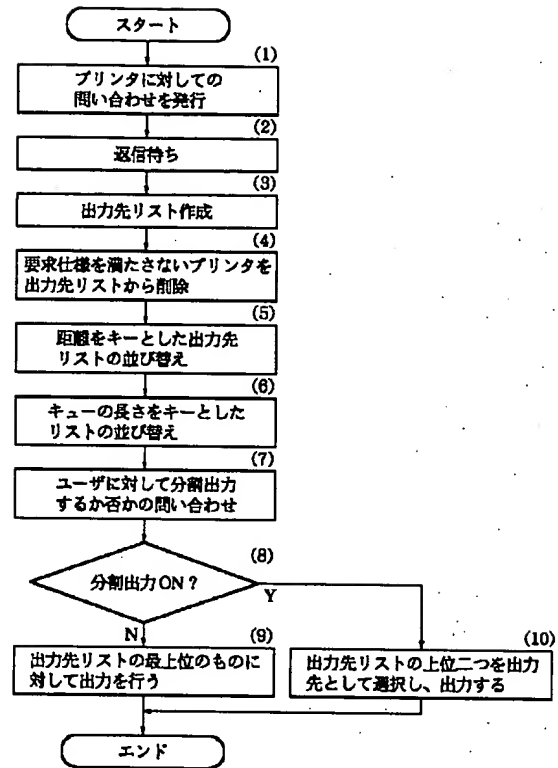 スタート
(1)
プリンタに対しての
問い合わせを発行
(2)
返信待ち
(3)
出力先リスト作成
(4)
要求仕様を満たさないプリンタを
出力先リストから削除
(5)
距離をキーとした出力先
リストの並び替え
(6)
キューの長さをキーとした
リストの並び替え
(7)
ユーザに対して分割出力
するか否かの問い合わせ
(8)
分割出力ON?
Y
N
(9)
出力先リストの最上位のものに
対して出力を行う
(10)
出力先リストの上位二つを出力
先として選択し、出力する
エンド